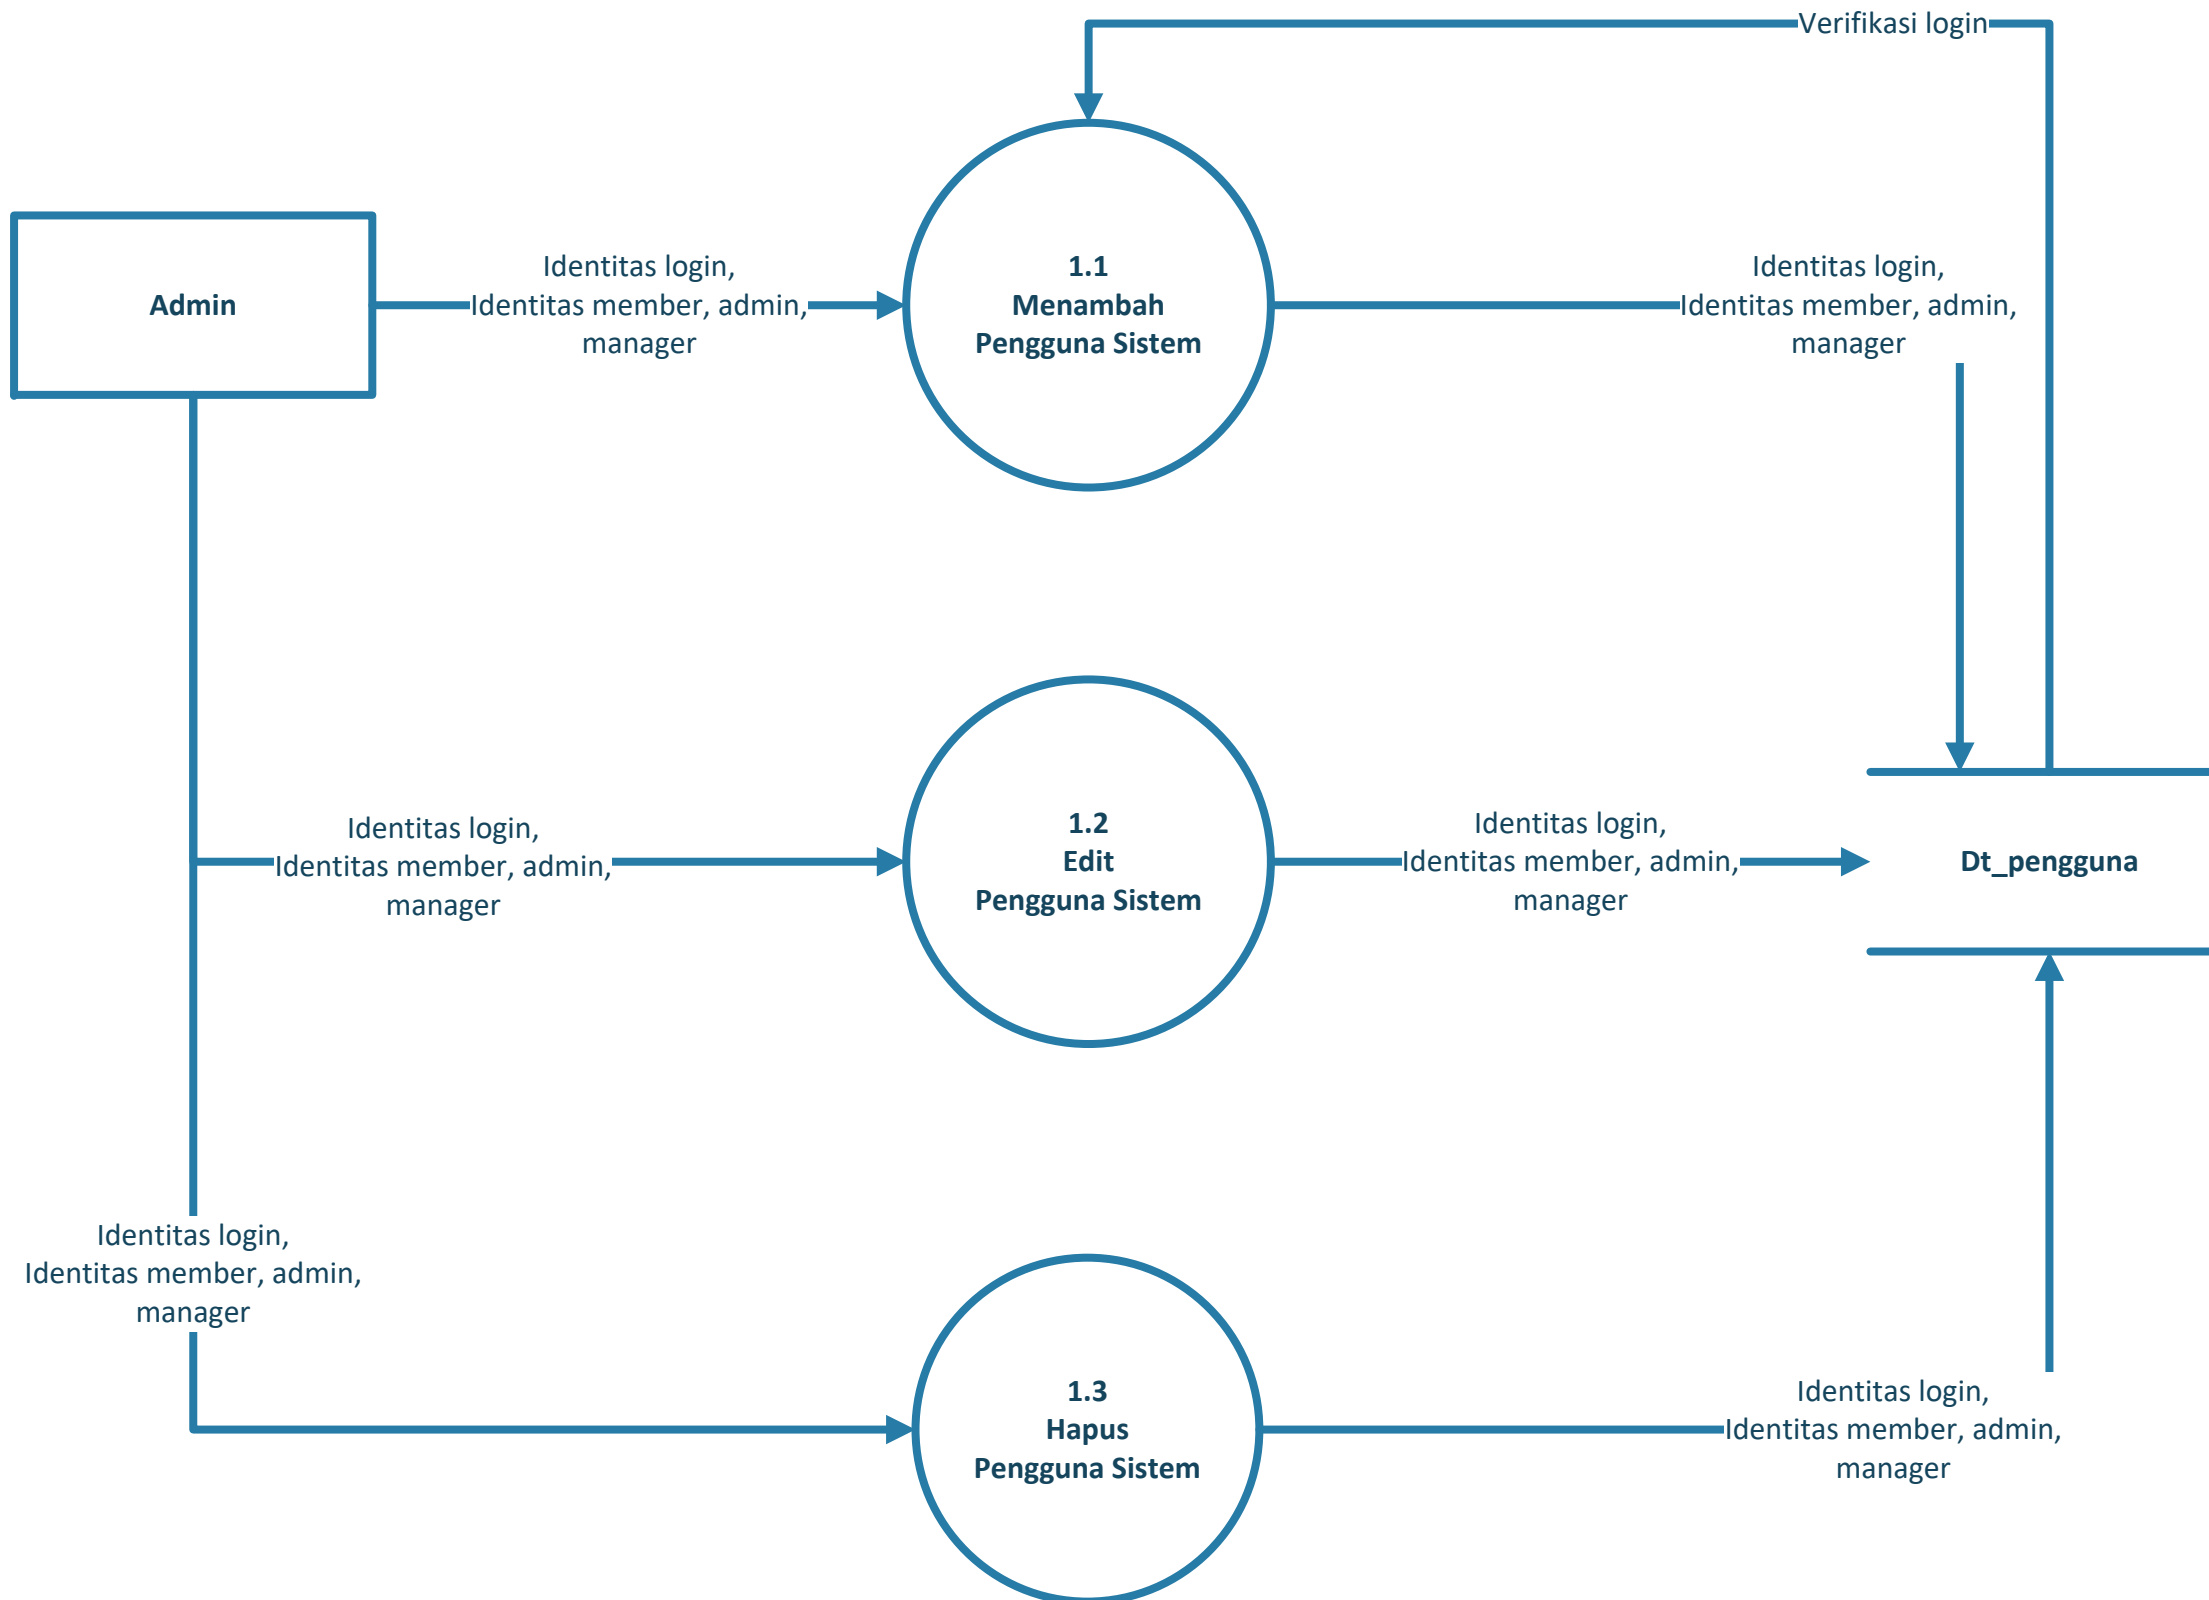 Verifikasi login
Admin
Identitas login,
Identitas member, admin,
manager
1.1
Menambah
Pengguna Sistem
Identitas login,
Identitas member, admin,
manager
Identitas login,
Identitas member, admin,
manager
1.2
Edit
Pengguna Sistem
Identitas login,
Identitas member, admin,
manager
Dt_pengguna
Identitas login,
Identitas member, admin,
manager
1.3
Hapus
Pengguna Sistem
Identitas login,
Identitas member, admin,
manager